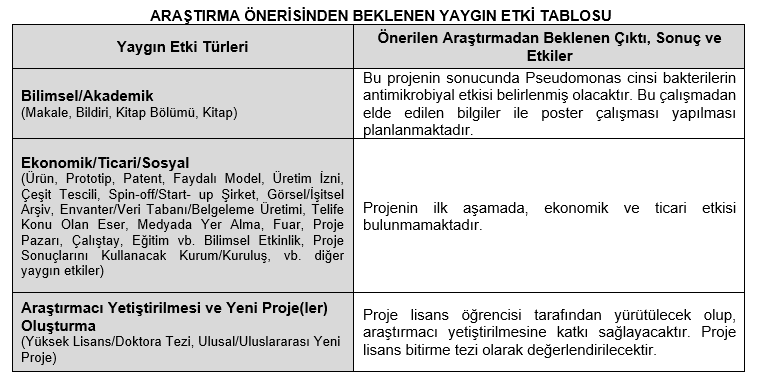 ARAŞTIRMA ÖNERİSİNDEN BEKLENEN YAYGIN ETKİ TABLOSU
Yaygın Etki Türleri
Önerilen Araştırmadan Beklenen Çıktı, Sonuç ve
Etkiler
Bilimsel/Akademik
(Makale, Bildiri, Kitap Bölümü, Kitap)
Bu projenin sonucunda Pseudomonas cinsi bakterilerin
antimikrobiyal etkisi belirlenmiş olacaktır. Bu çalışmadan
elde edilen bilgiler ile poster çalışması yapılması
planlanmaktadır.
Ekonomik/Ticari/Sosyal
(Ürün, Prototip, Patent, Faydalı Model, Üretim İzni,
Çeşit Tescili, Spin-off/Start- up Şirket, Görsel/İşitsel
Arşiv, Envanter/Veri Tabanı/Belgeleme Üretimi, Telife
Konu Olan Eser, Medyada Yer Alma, Fuar, Proje
Pazarı, Çalıştay, Eğitim vb. Bilimsel Etkinlik, Proje
Sonuçlarını Kullanacak Kurum/Kuruluş, vb. diğer
yaygın etkiler)
Projenin ilk aşamada, ekonomik ve ticari etkisi
bulunmamaktadır.
Araştırmacı Yetiştirilmesi ve Yeni Proje(ler)
Oluşturma
(Yüksek Lisans/Doktora Tezi, Ulusal/Uluslararası Yeni
Proje)
Proje lisans öğrencisi tarafından yürütülecek olup,
araştırmacı yetiştirilmesine katkı sağlayacaktır. Proje
lisans bitirme tezi olarak değerlendirilecektir.